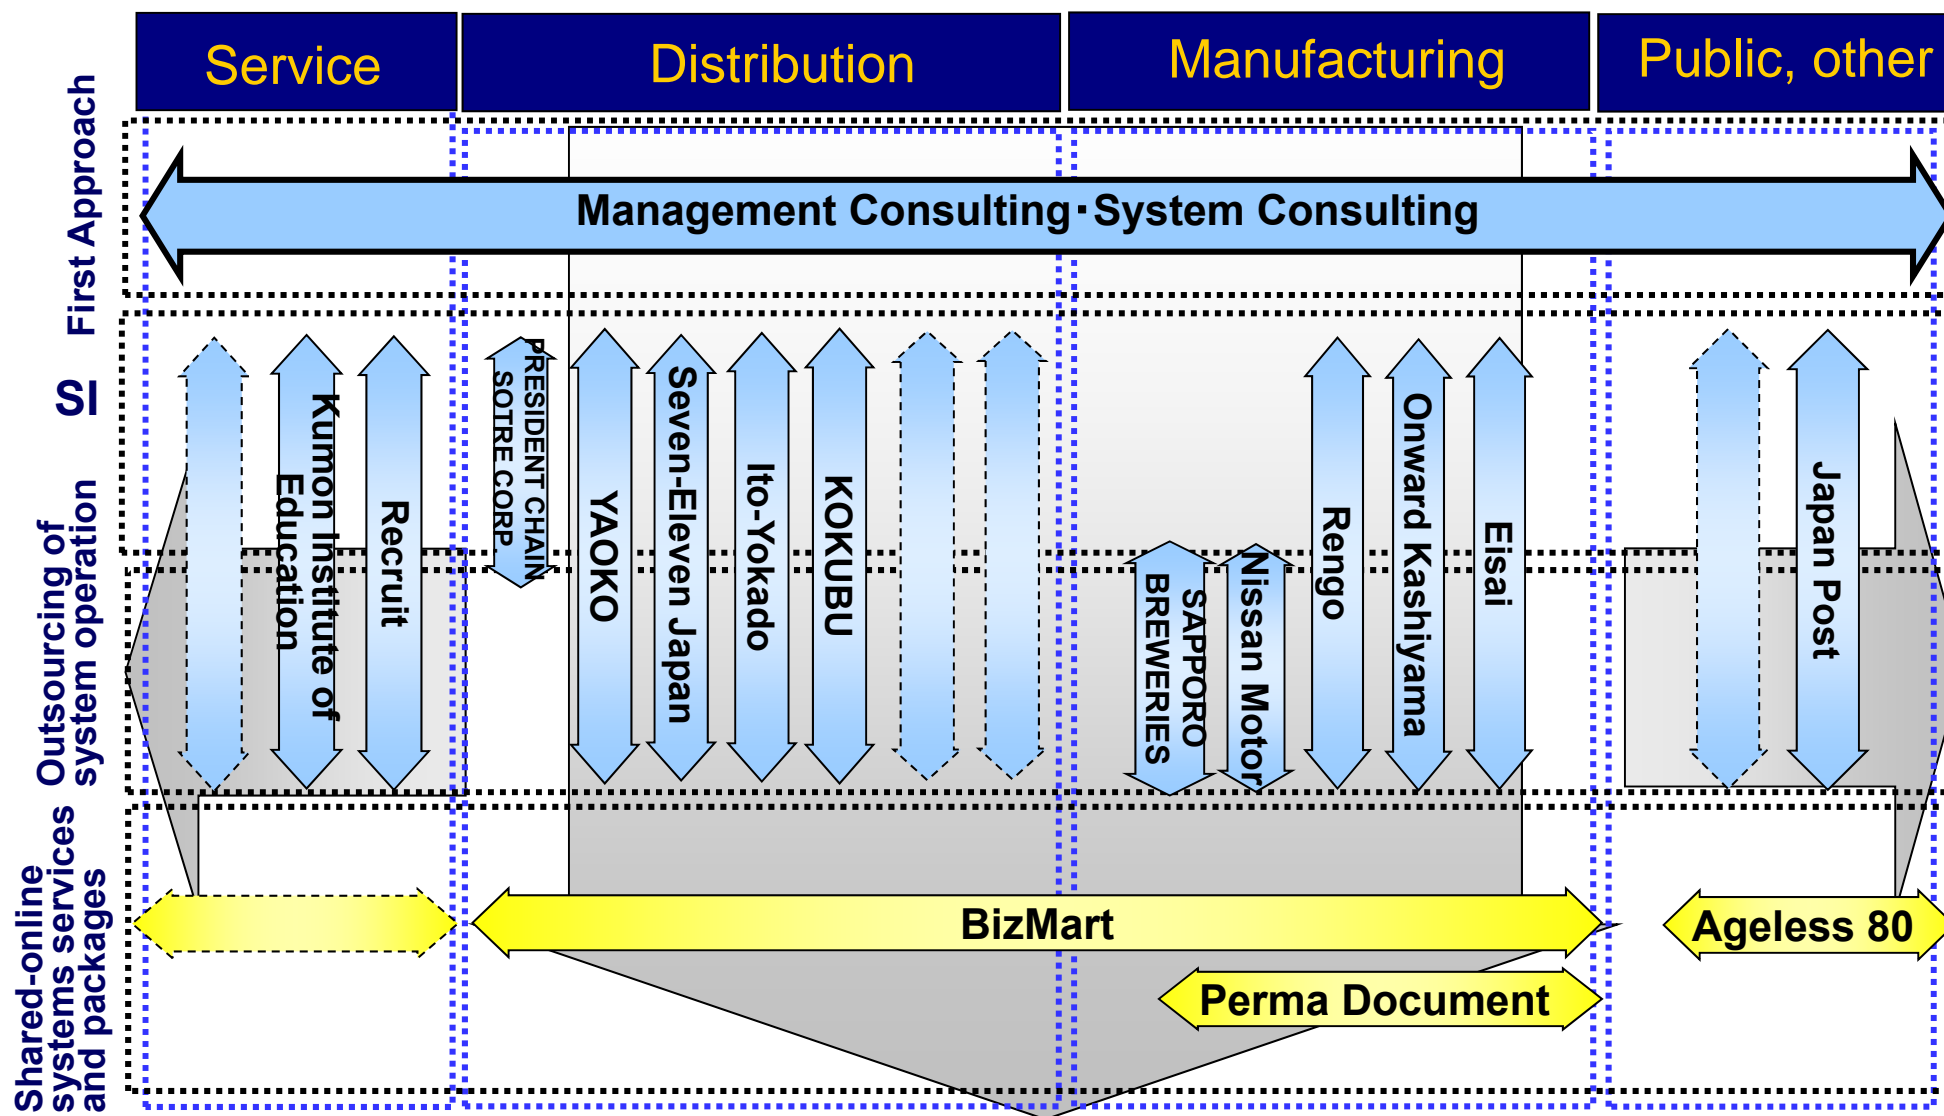 Service
Distribution
Manufacturing
Public, other
First Approach
Management Consulting・System Consulting
SI
Outsourcing of
system operation
Kumon Institute of
Education
Recruit
PRESIDENT CHAIN
SOTRE CORP.
YAOKO
Seven-Eleven Japan
Ito-Yokado
KOKUBU
SAPPORO
BREWERIES
Nissan Motor
Rengo
Onward Kashiyama
Eisai
Japan Post
Shared-online
systems services
and packages
BizMart
Ageless 80
Perma Document